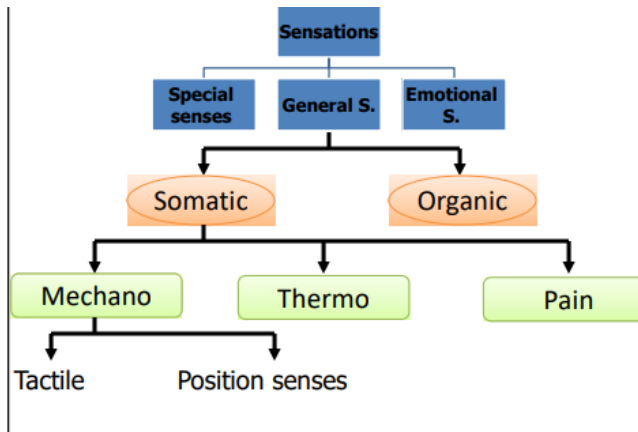 Sensations
Special
senses
General S.
Emotional
S.
Somatic
Organic
Mechano
Thermo
Pain
Tactile
Position senses